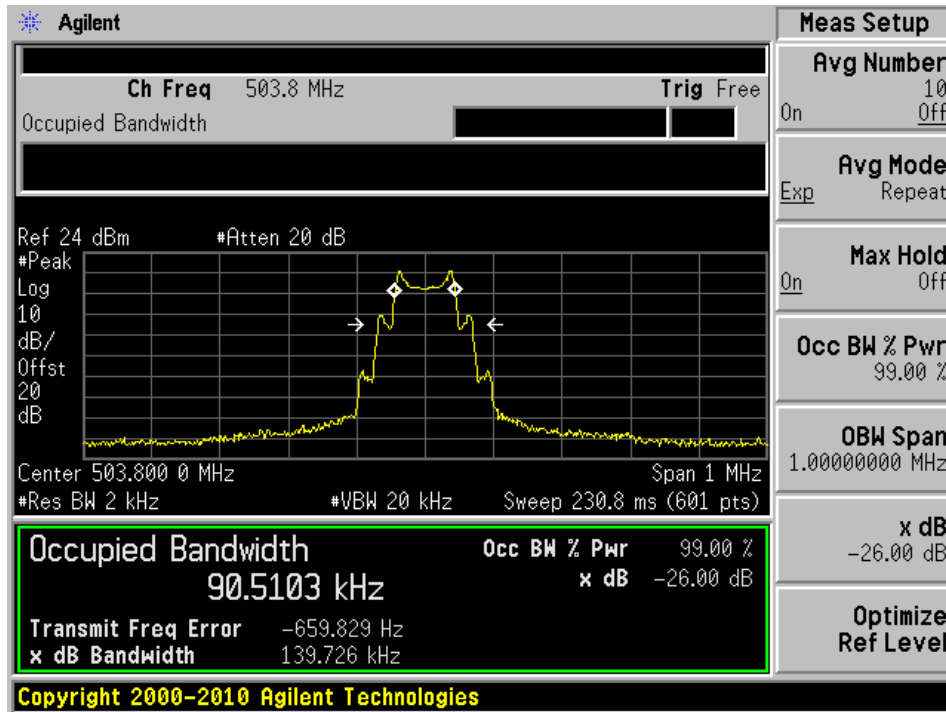 Agilent
Ch Freq 503.8 MHz Trig Free
Occupied Bandwidth
Ref 24 dBm #Atten 20 dB
#Peak
Log
10
dB/
Offst
20
dB
Center 503.800 0 MHz Span 1 MHz
#Res BW 2 kHz #VBW 20 kHz Sweep 230.8 ms (601 pts)
Occupied Bandwidth Occ BW % Pwr 99.00 %
90.5103 kHz x dB -26.00 dB
Transmit Freq Error -659.829 Hz
x dB Bandwidth 139.726 kHz
Copyright 2000-2010 Agilent Technologies
Meas Setup
Avg Number
10
On Off
Avg Mode
Exp Repeat
Max Hold
On Off
Occ BW % Pwr
99.00 %
OBW Span
1.00000000 MHz
x dB
-26.00 dB
Optimize
Ref Level